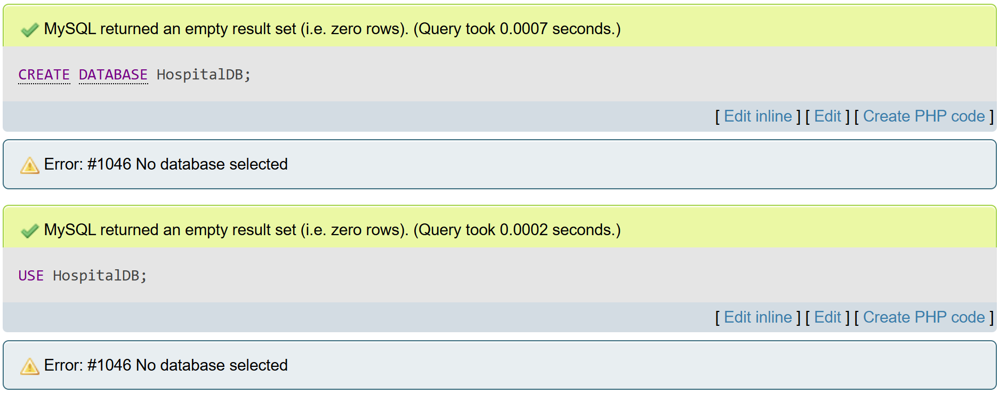 MySQL returned an empty result set (i.e. zero rows). (Query took 0.0007 seconds.)
CREATE DATABASE HospitalDB;
[ Edit inline ] [ Edit ] [ Create PHP code ]
Error: #1046 No database selected
MySQL returned an empty result set (i.e. zero rows). (Query took 0.0002 seconds.)
USE HospitalDB;
[ Edit inline ] [ Edit ] [ Create PHP code ]
Error: #1046 No database selected